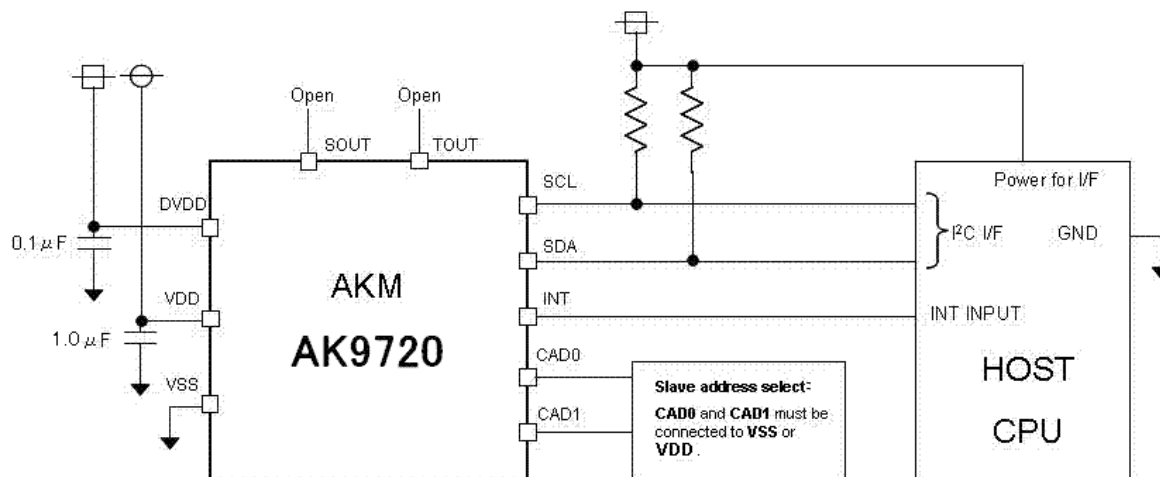 Open
Open
SOUT
TOUT
SCL
Power for I/F
DVDD
0.1μF
I²C I/F
GND
SDA
AKM
AK9720
VDD
INT
INT INPUT
1.0μF
CAD0
HOST
CPU
VSS
CAD1
Slave address select:
CAD0 and CAD1 must be
connected to VSS or
VDD .